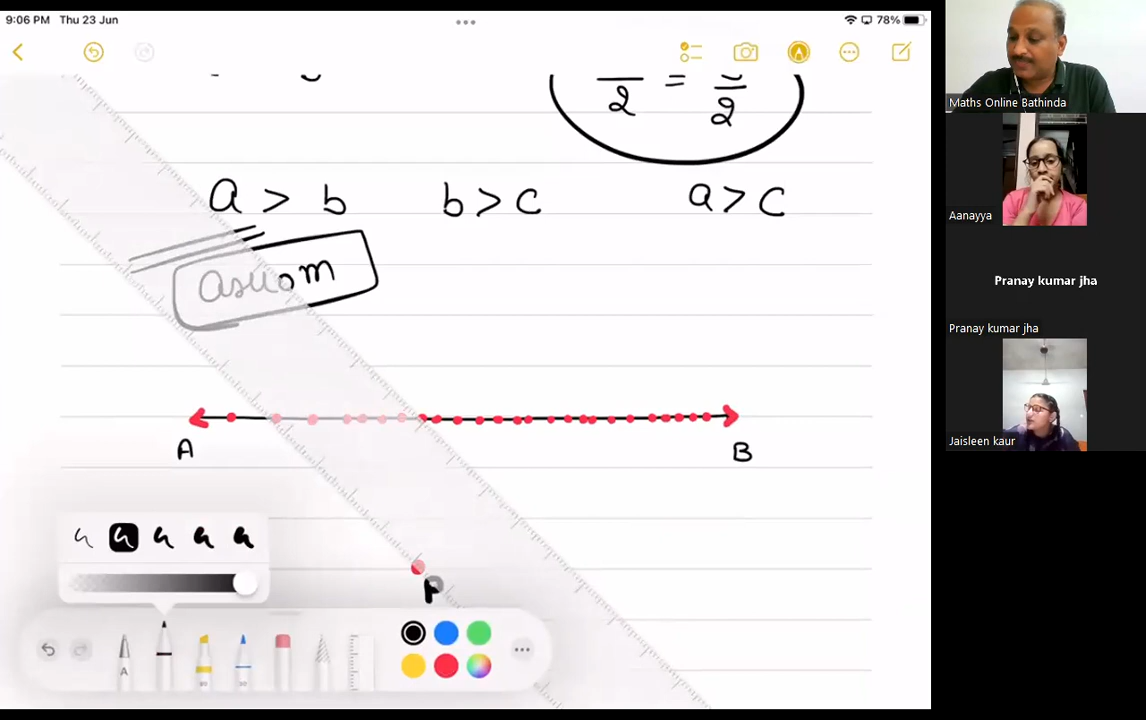 9:06 PM Thu 23 Jun
78%
2 = 2
a > b b > c a > c
A B
Maths Online Bathinda
Aanayya
Pranay kumar jha
Pranay kumar jha
Jaisleen kaur